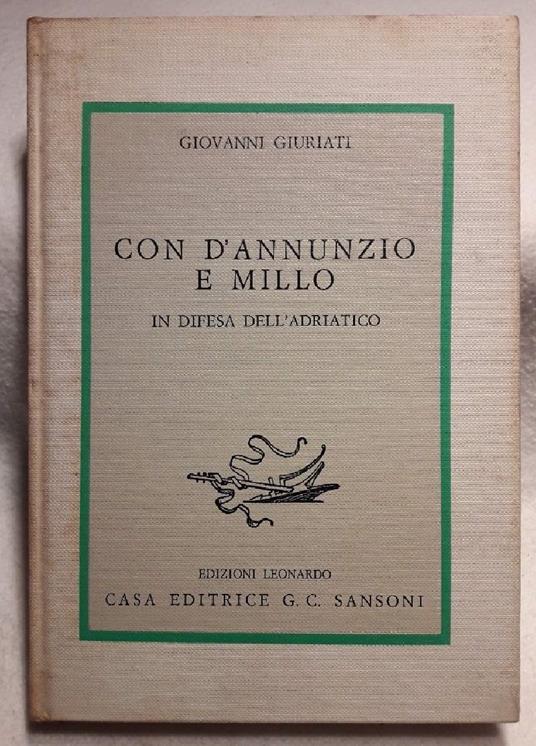 GIOVANNI GIURIATI
CON D'ANNUNZIO
E MILLO
IN DIFESA DELL'ADRIATICO
EDIZIONI LEONARDO
CASA EDITRICE G. C. SANSONI